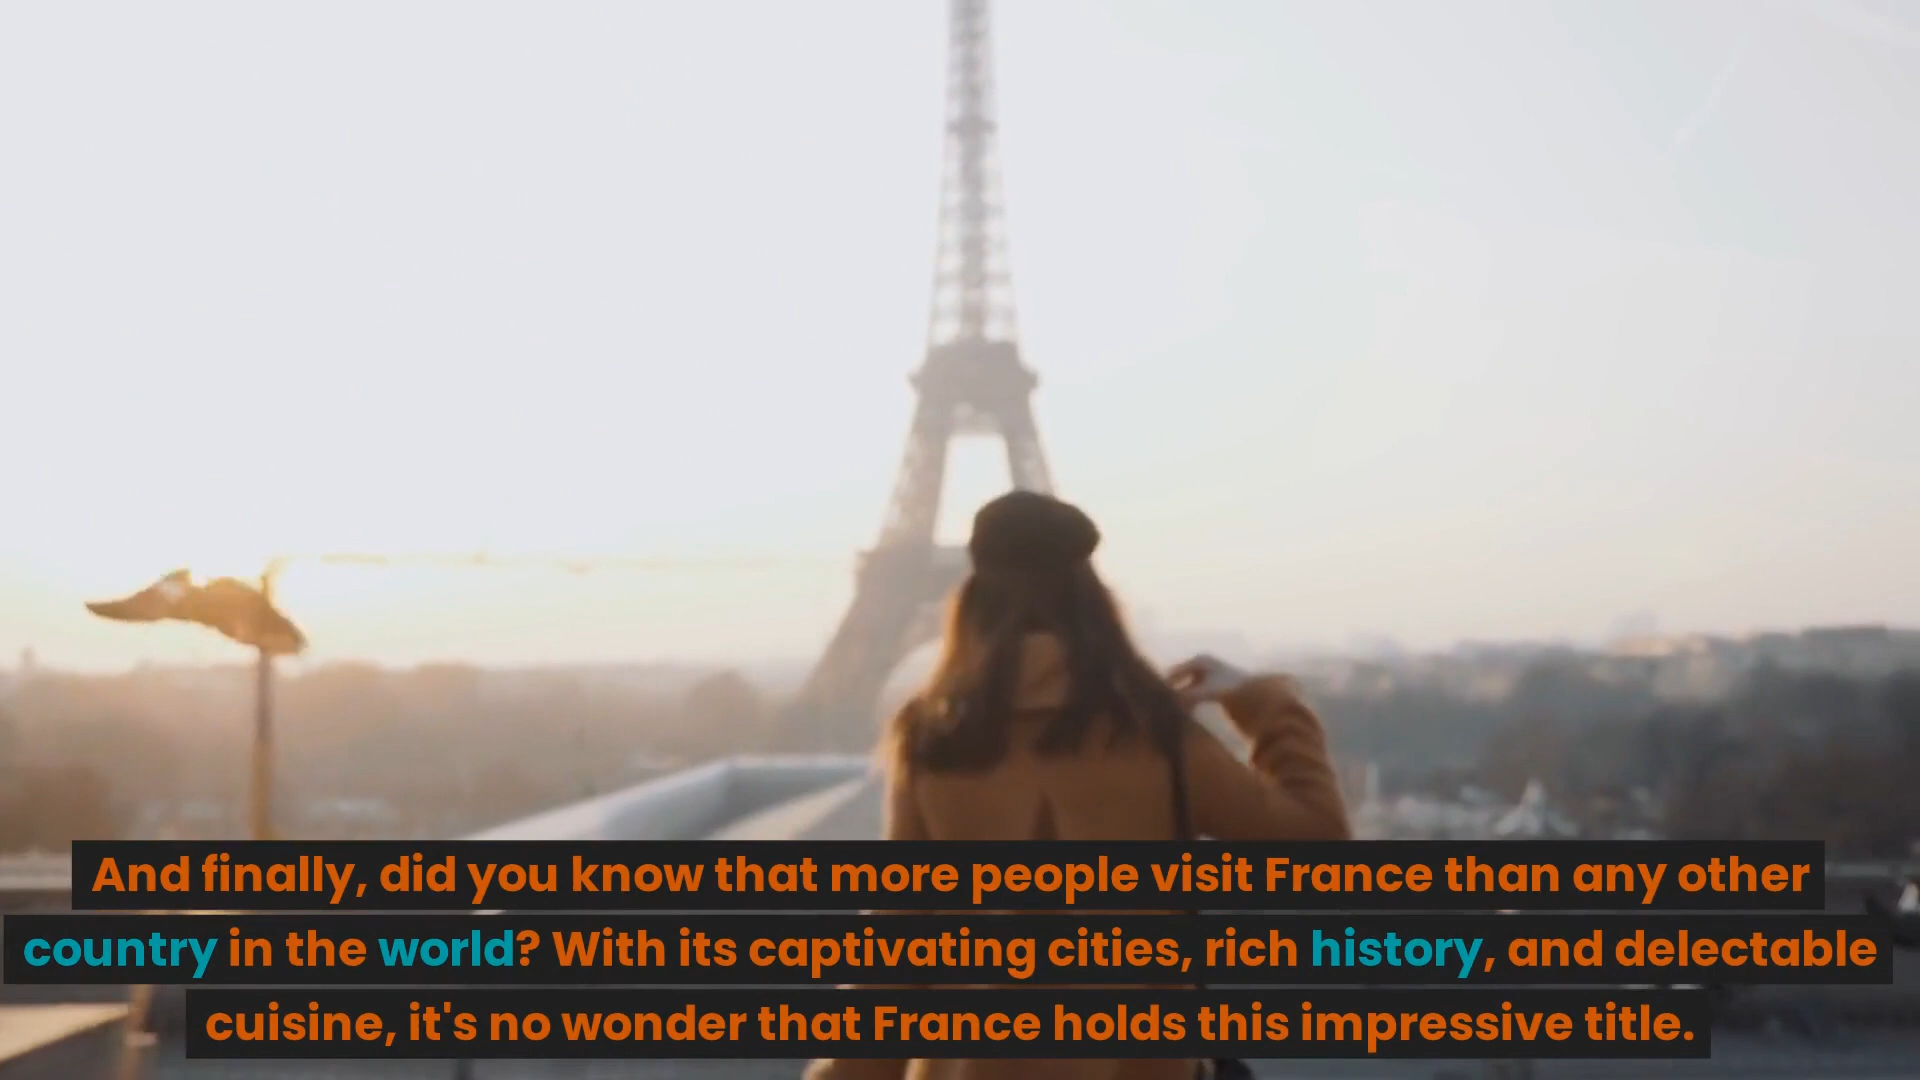 And finally, did you know that more people visit France than any other
country in the world? With its captivating cities, rich history, and delectable
cuisine, it's no wonder that France holds this impressive title.